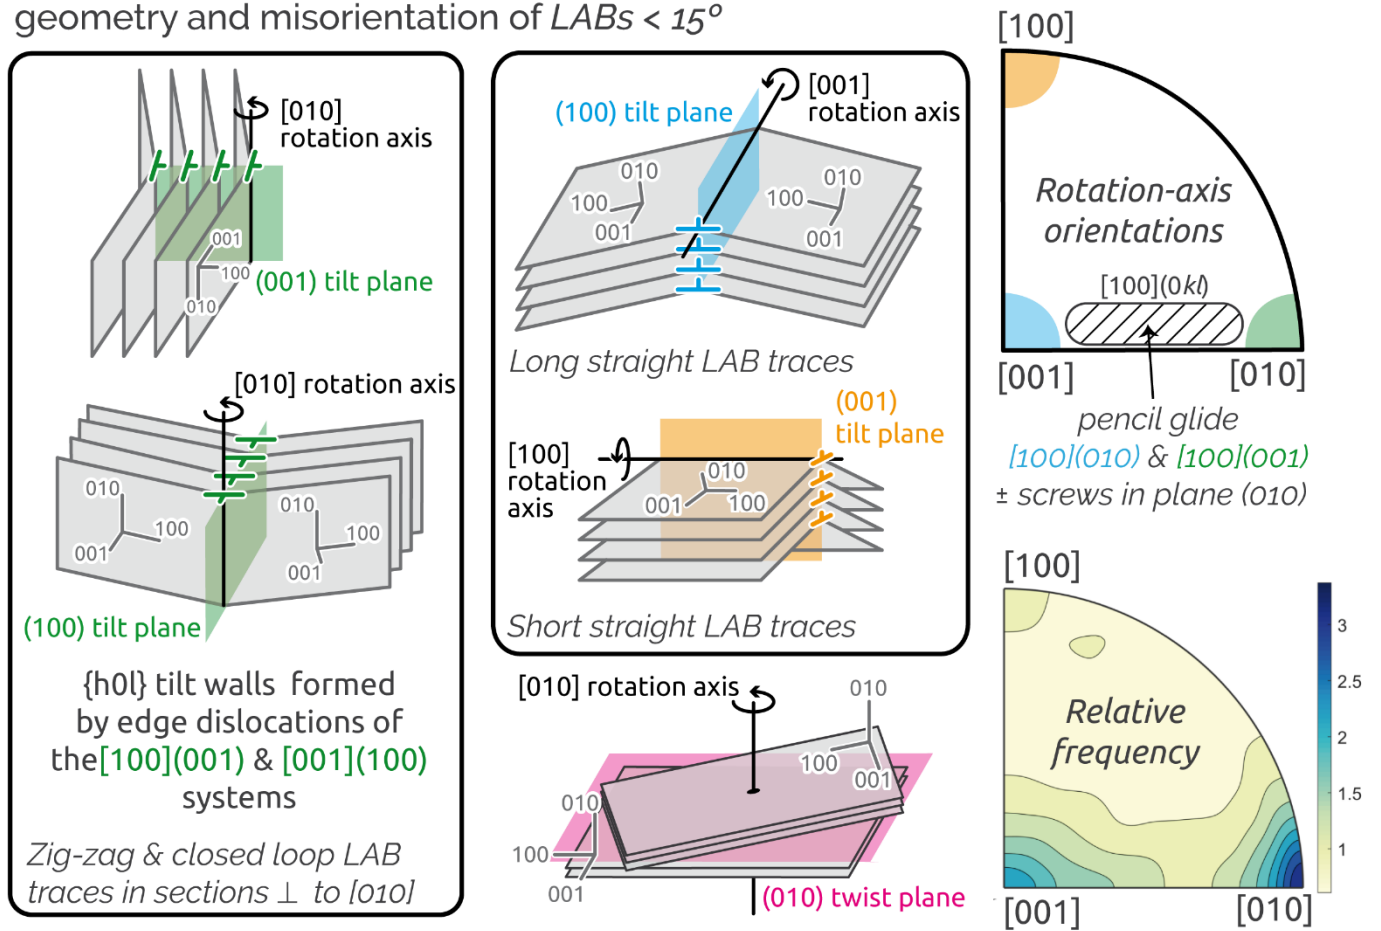 geometry and misorientation of LABs < 15º
[010]
rotation axis
001
100
010
(001) tilt plane
[010] rotation axis
010
100
001
010
100
001
(100) tilt plane
{h0l} tilt walls formed
by edge dislocations of
the[100](001) & [001](100)
systems
Zig-zag & closed loop LAB
traces in sections ⊥ to [010]
(100) tilt plane
[001]
rotation axis
010
100
001
010
100
001
Long straight LAB traces
(001)
tilt plane
[100]
rotation
axis
010
001
100
Short straight LAB traces
[010] rotation axis
010
100
001
010
100
001
(010) twist plane
[100]
Rotation-axis
orientations
[100](0kl)
[001]
[010]
pencil glide
[100](010) & [100](001)
± screws in plane (010)
[100]
Relative
frequency
[001]
[010]
3
2.5
2
1.5
1